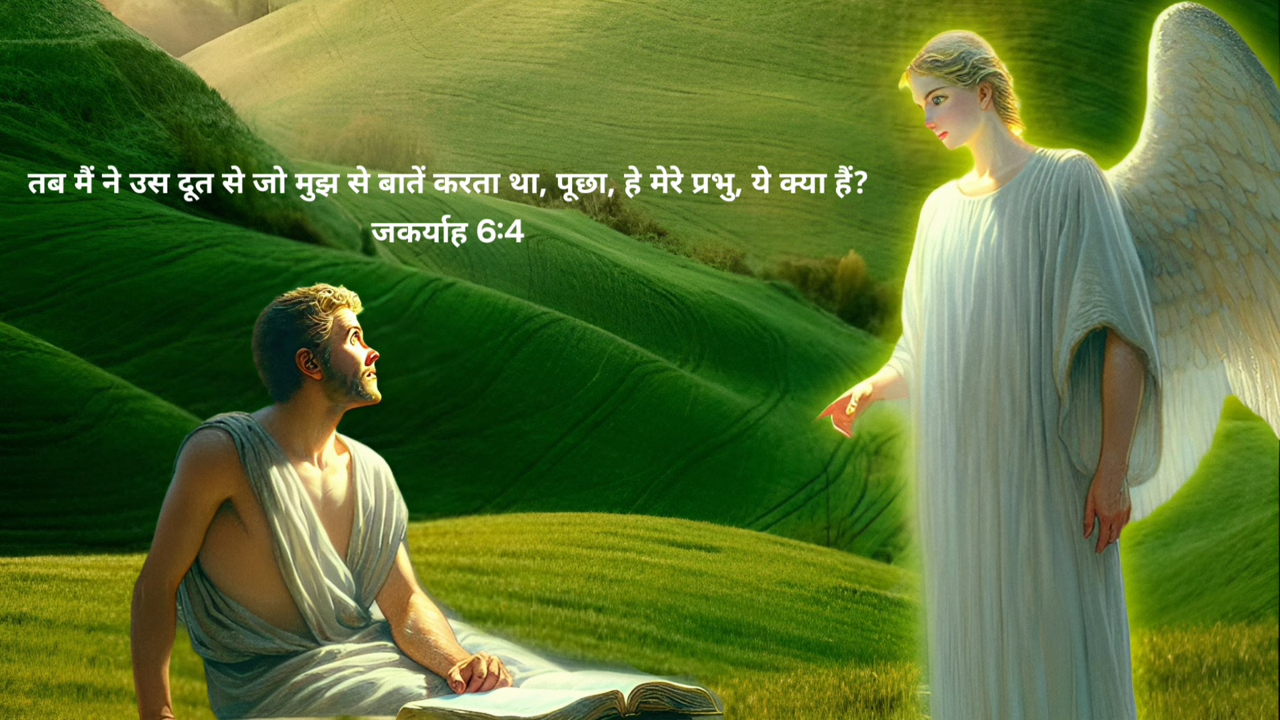 तब मैं ने उस दूत से जो मुझ से बातें करता था, पूछा, हे मेरे प्रभु, ये क्या हैं?
जकर्याह 6:4